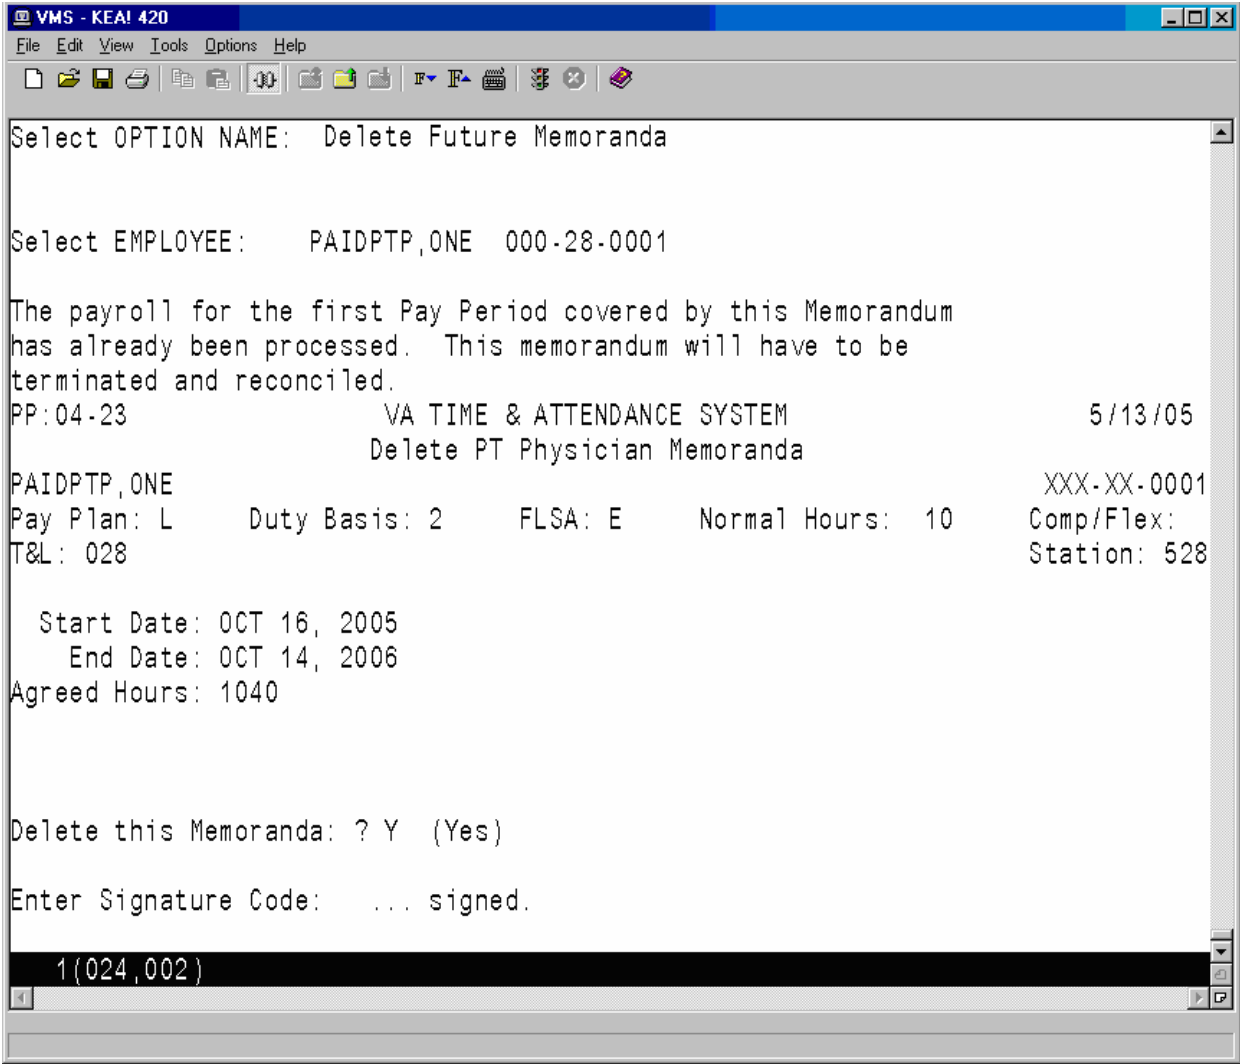 VMS - KEA! 420
File Edit View Tools Options Help
Select OPTION NAME: Delete Future Memoranda
Select EMPLOYEE: PAIDPTP,ONE 000-28-0001
The payroll for the first Pay Period covered by this Memorandum
has already been processed. This memorandum will have to be
terminated and reconciled.
PP:04-23 VA TIME & ATTENDANCE SYSTEM 5/13/05
Delete PT Physician Memoranda
PAIDPTP,ONE XXX-XX-0001
Pay Plan: L Duty Basis: 2 FLSA: E Normal Hours: 10 Comp/Flex:
T&L: 028 Station: 528
Start Date: OCT 16, 2005
End Date: OCT 14, 2006
Agreed Hours: 1040
Delete this Memoranda: ? Y (Yes)
Enter Signature Code: ... signed.
1(024,002)